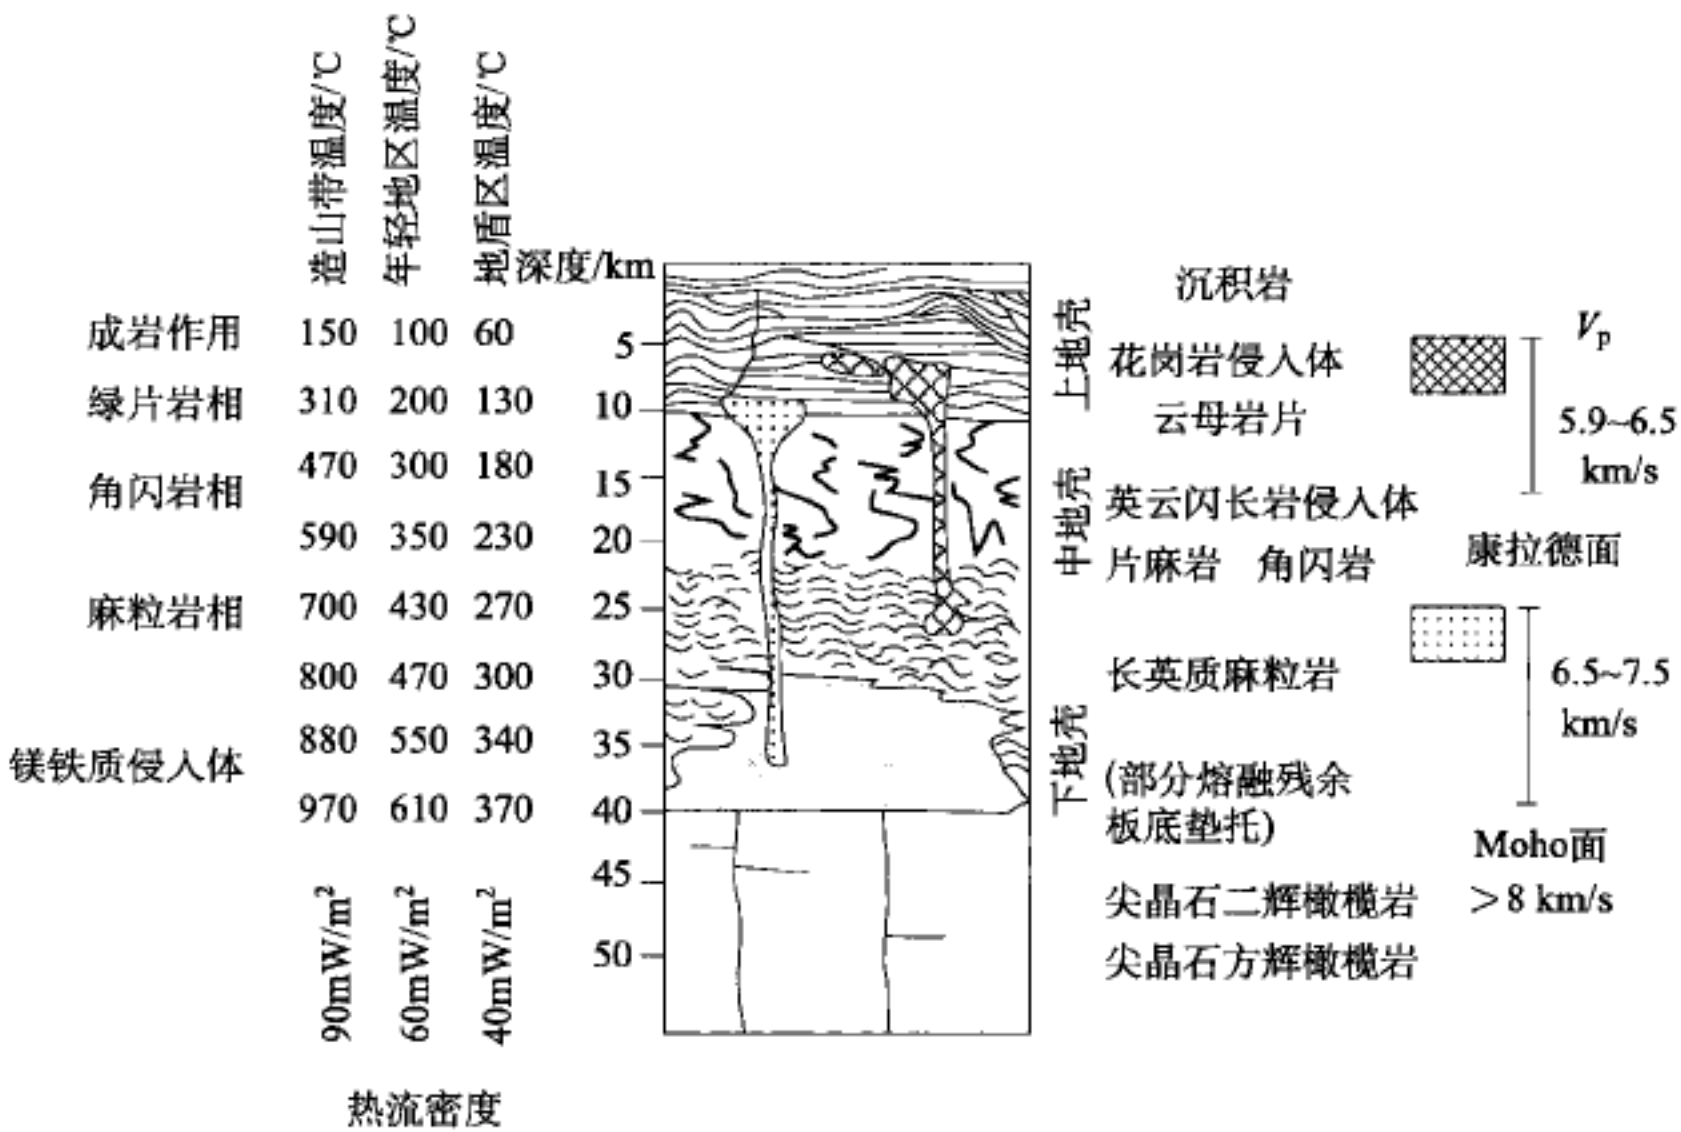 造山带温度/℃
年轻地区温度/℃
地盾区温度/℃
深度/km
成岩作用 150 100 60
绿片岩相 310 200 130
角闪岩相 470 300 180
590 350 230
麻粒岩相 700 430 270
800 470 300
镁铁质侵入体 880 550 340
970 610 370
90mW/m²
60mW/m²
40mW/m²
热流密度
5
10
15
20
25
30
35
40
45
50
上地壳
中地壳
下地壳
沉积岩
花岗岩侵入体
云母岩片
英云闪长岩侵入体
片麻岩 角闪岩
长英质麻粒岩
(部分熔融残余
板底垫托)
尖晶石二辉橄榄岩
尖晶石方辉橄榄岩
Vp
5.9~6.5
km/s
康拉德面
6.5~7.5
km/s
Moho面
>8 km/s